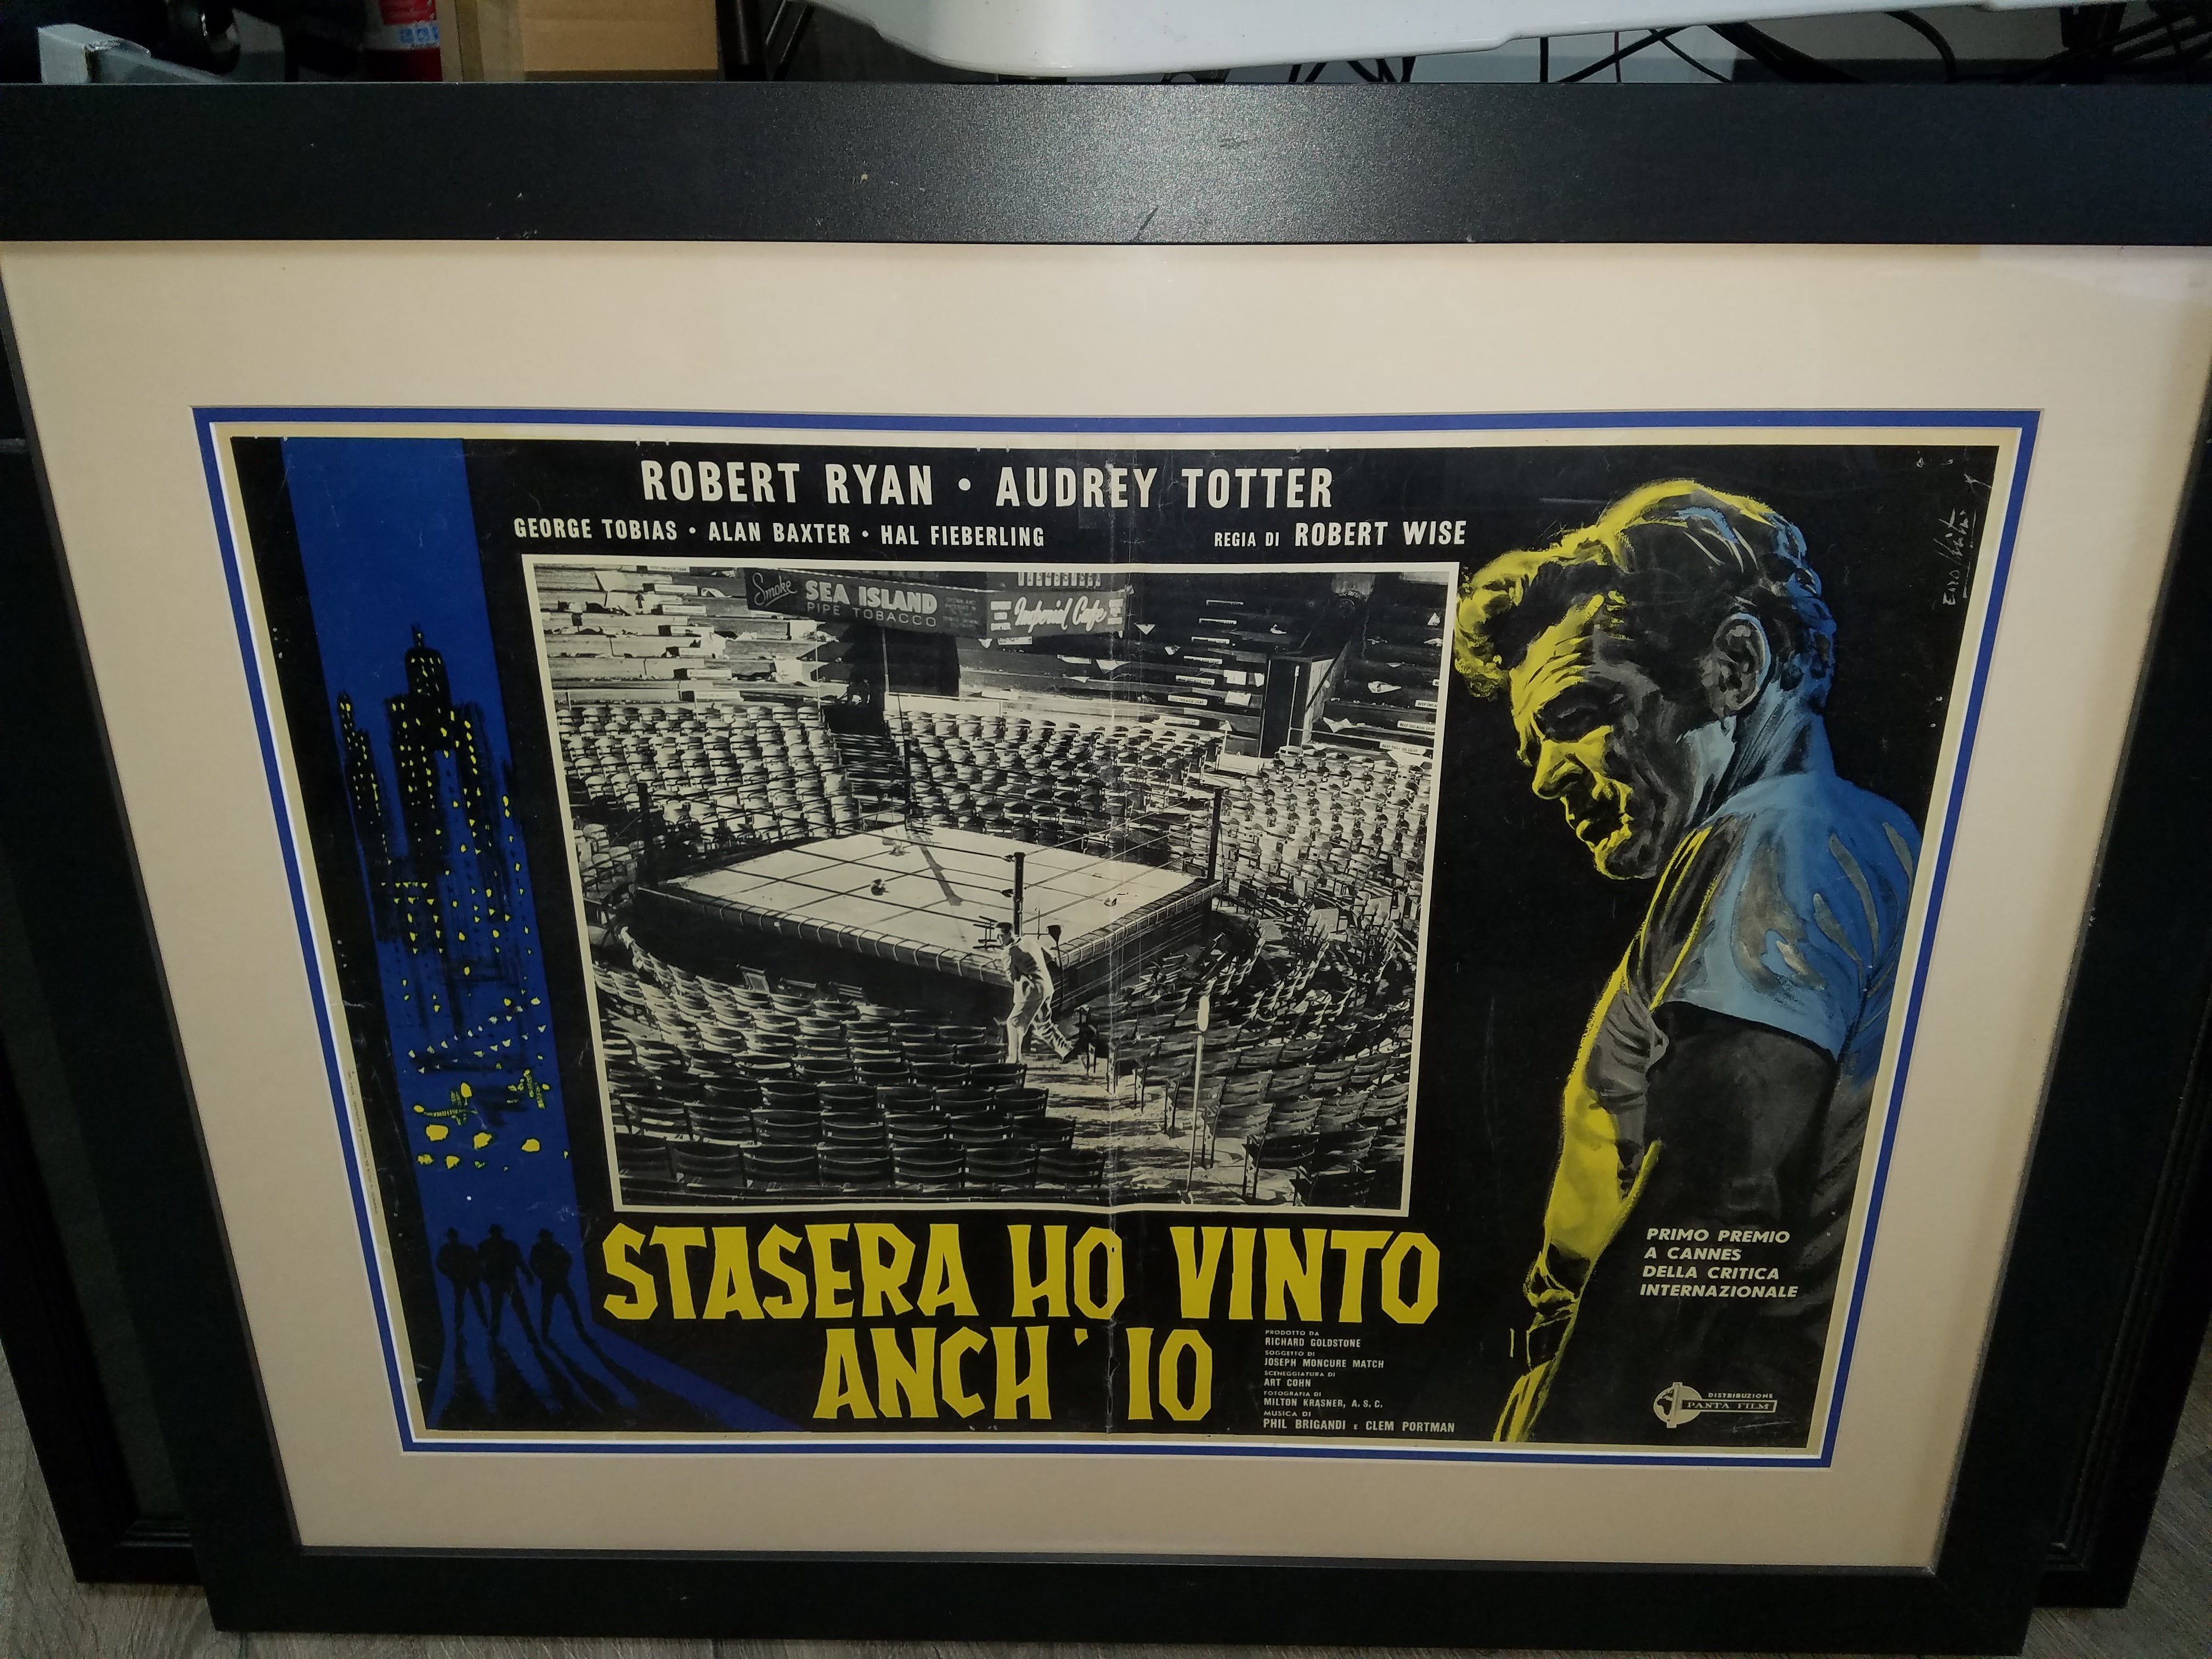 ROBERT RYAN • AUDREY TOTTER
GEORGE TOBIAS • ALAN BAXTER • HAL FIEBERLING
REGIA DI ROBERT WISE
Smoke
SEA ISLAND
PIPE TOBACCO
Imperial Cafe
STASERA HO VINTO
ANCH'IO
PRODOTTO DA
RICHARD GOLDSTONE
SOGGETTO DI
JOSEPH MONCURE MATCH
SCENEGGIATURA DI
ART COHN
FOTOGRAFIA DI
MILTON KRASNER, A. S. C.
MUSICA DI
PHIL BRIGANDI E CLEM PORTMAN
PRIMO PREMIO
A CANNES
DELLA CRITICA
INTERNAZIONALE
DISTRIBUZIONE
PANTA FILM